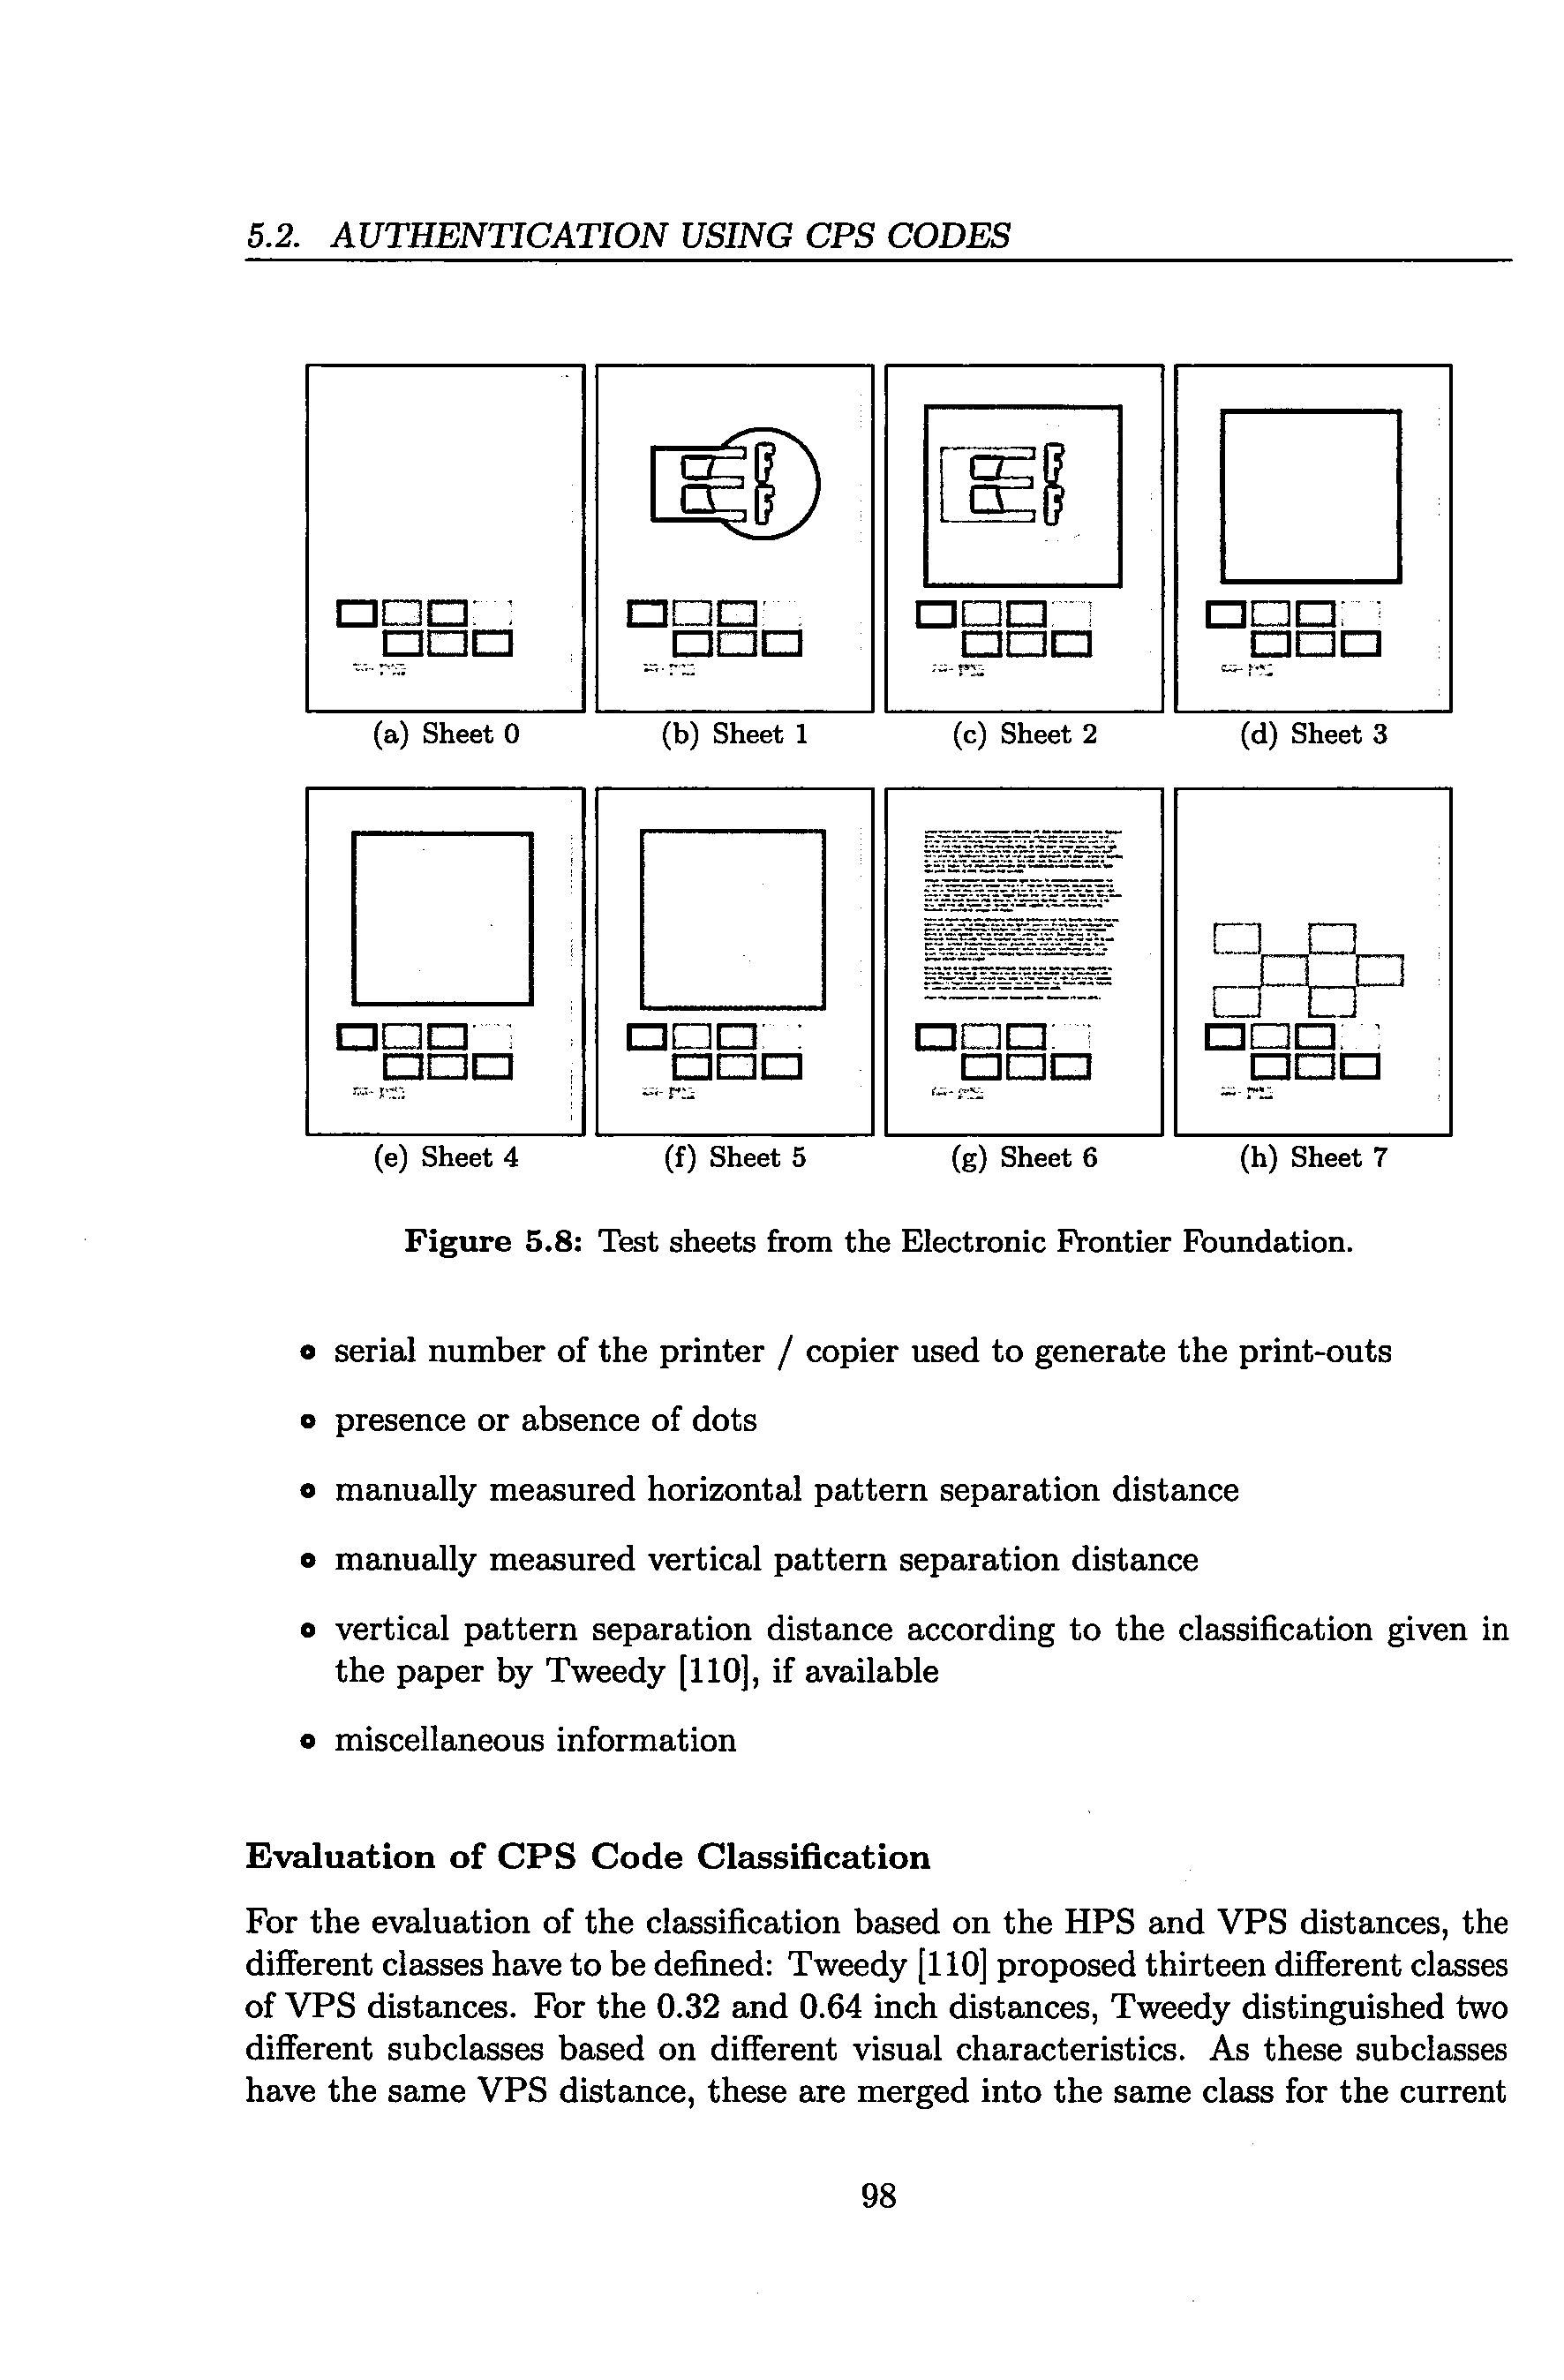 5.2. AUTHENTICATION USING CPS CODES
(a) Sheet 0
(b) Sheet 1
(c) Sheet 2
(d) Sheet 3
(e) Sheet 4
(f) Sheet 5
(g) Sheet 6
(h) Sheet 7
Figure 5.8: Test sheets from the Electronic Frontier Foundation.
serial number of the printer / copier used to generate the print-outs
presence or absence of dots
manually measured horizontal pattern separation distance
manually measured vertical pattern separation distance
vertical pattern separation distance according to the classification given in
the paper by Tweedy [110], if available
miscellaneous information
Evaluation of CPS Code Classification
For the evaluation of the classification based on the HPS and VPS distances, the
different classes have to be defined: Tweedy [110] proposed thirteen different classes
of VPS distances. For the 0.32 and 0.64 inch distances, Tweedy distinguished two
different subclasses based on different visual characteristics. As these subclasses
have the same VPS distance, these are merged into the same class for the current
98